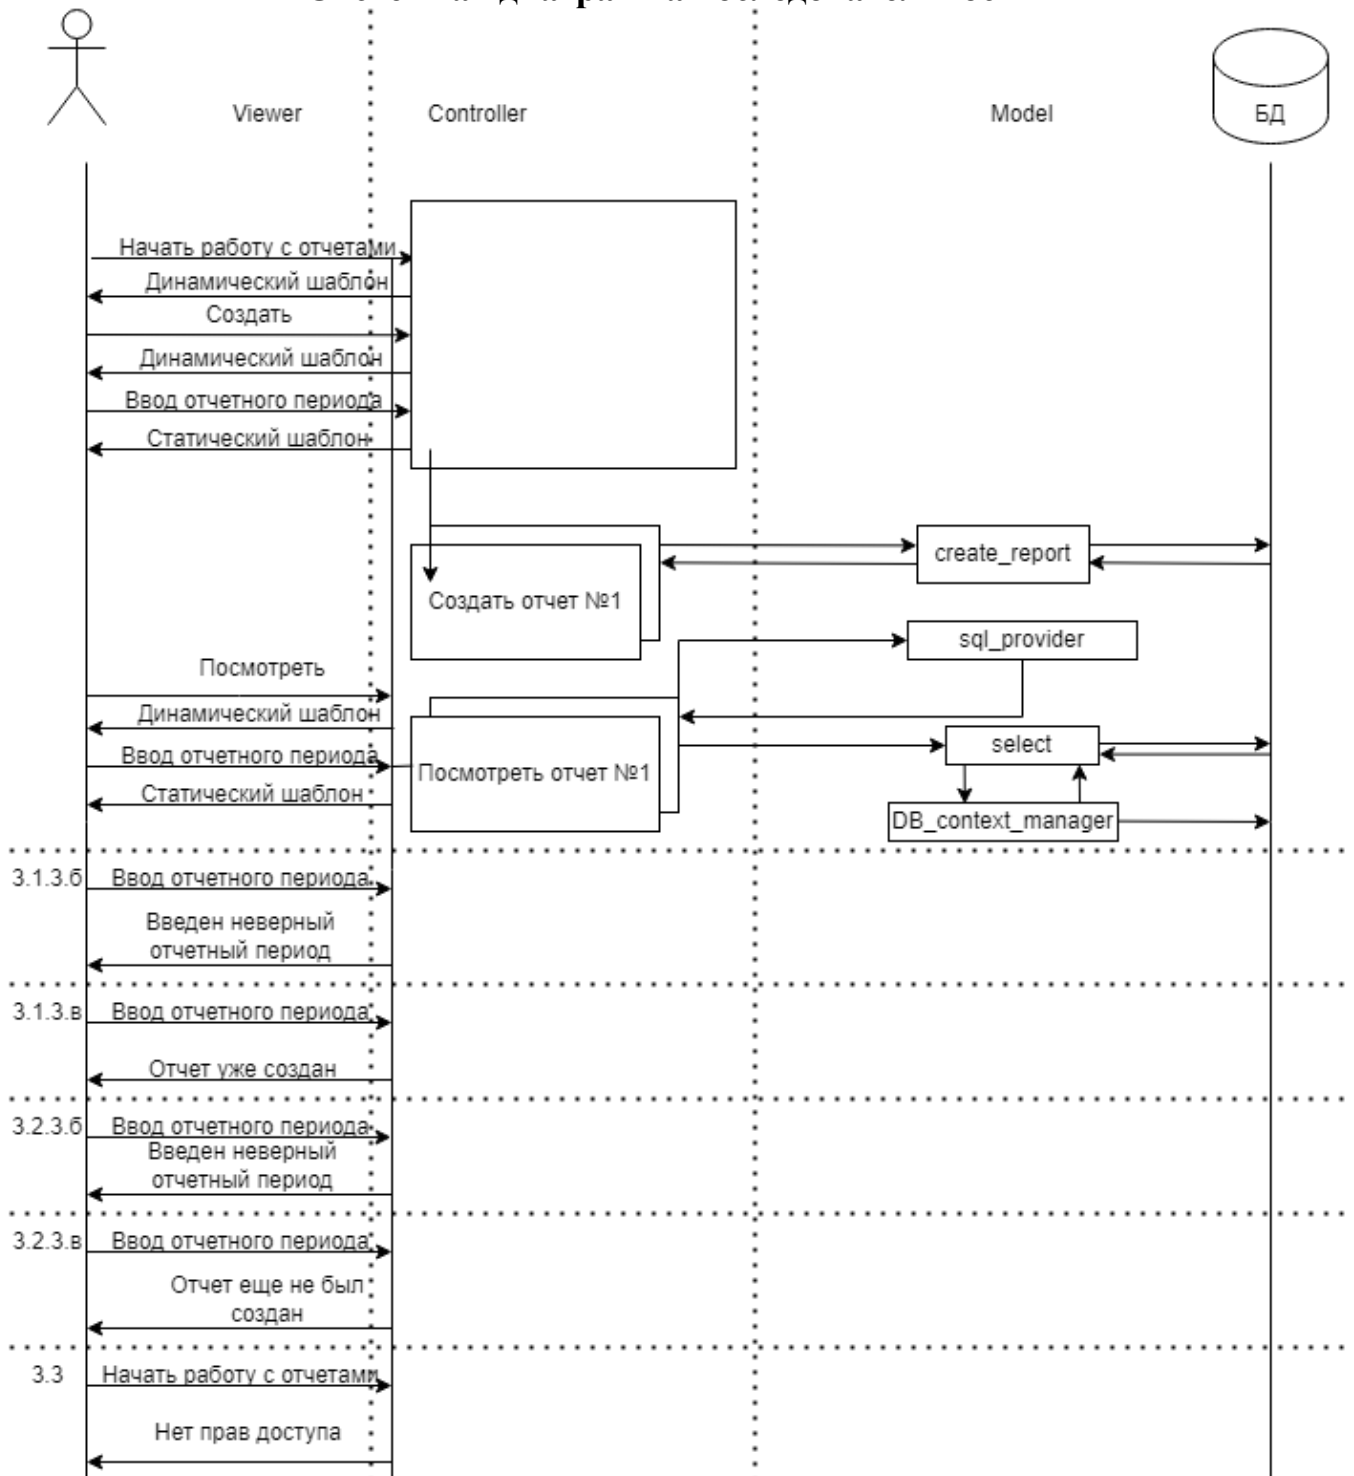 Viewer
Controller
Model
БД
Начать работу с отчетами
Динамический шаблон
Создать
Динамический шаблон
Ввод отчетного периода
Статический шаблон
create_report
Создать отчет №1
sql_provider
Посмотреть
Динамический шаблон
select
Ввод отчетного периода
Посмотреть отчет №1
Статический шаблон
DB_context_manager
3.1.3.б Ввод отчетного периода
Введен неверный
отчетный период
3.1.3.в Ввод отчетного периода
Отчет уже создан
3.2.3.б Ввод отчетного периода
Введен неверный
отчетный период
3.2.3.в Ввод отчетного периода
Отчет еще не был
создан
3.3 Начать работу с отчетами
Нет прав доступа